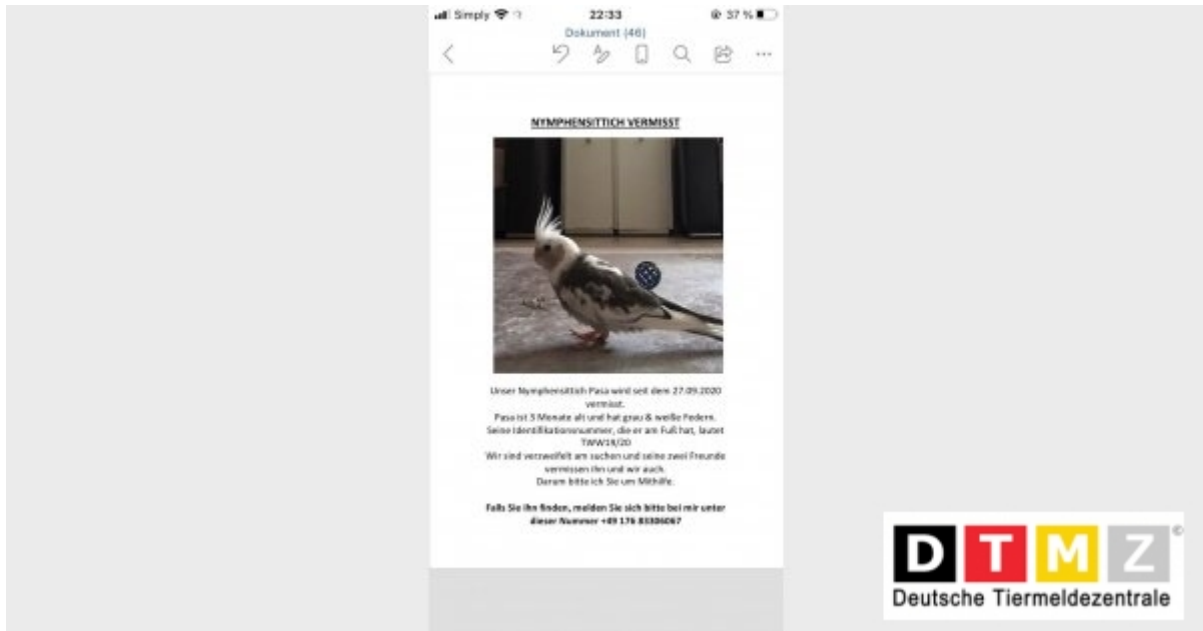 Simply
22:33
37 %
Dokument (46)
NYMPHENSITTICH VERMISST
Unser Nymphensittich Pasa wird seit dem 27.09.2020
vermisst.
Pasa ist 3 Monate alt und hat grau & weiße Federn.
Seine Identifikationsnummer, die er am Fuß hat, lautet
TWW19/20
Wir sind verzweifelt am suchen und seine zwei Freunde
vermissen ihn und wir auch.
Darum bitte ich Sie um Mithilfe.
Falls Sie ihn finden, melden Sie sich bitte bei mir unter
dieser Nummer +49 176 83306067
DTMZ
Deutsche Tiermeldezentrale